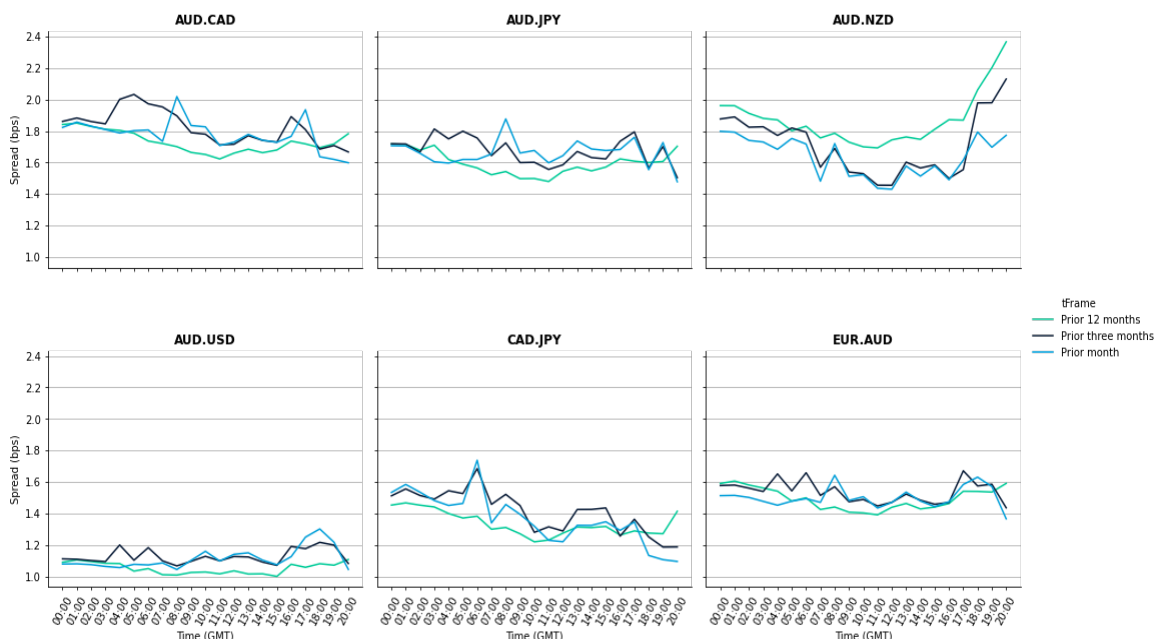 AUD.CAD
AUD.JPY
AUD.NZD
2.4
2.2
2.0
1.8
1.6
1.4
1.2
1.0
Spread (bps)
tFrame
Prior 12 months
Prior three months
Prior month
AUD.USD
CAD.JPY
EUR.AUD
2.4
2.2
2.0
1.8
1.6
1.4
1.2
1.0
Spread (bps)
00:00 01:00 02:00 03:00 04:00 05:00 06:00 07:00 08:00 09:00 10:00 11:00 12:00 13:00 14:00 15:00 16:00 17:00 18:00 19:00 20:00
00:00 01:00 02:00 03:00 04:00 05:00 06:00 07:00 08:00 09:00 10:00 11:00 12:00 13:00 14:00 15:00 16:00 17:00 18:00 19:00 20:00
00:00 01:00 02:00 03:00 04:00 05:00 06:00 07:00 08:00 09:00 10:00 11:00 12:00 13:00 14:00 15:00 16:00 17:00 18:00 19:00 20:00
Time (GMT)
Time (GMT)
Time (GMT)